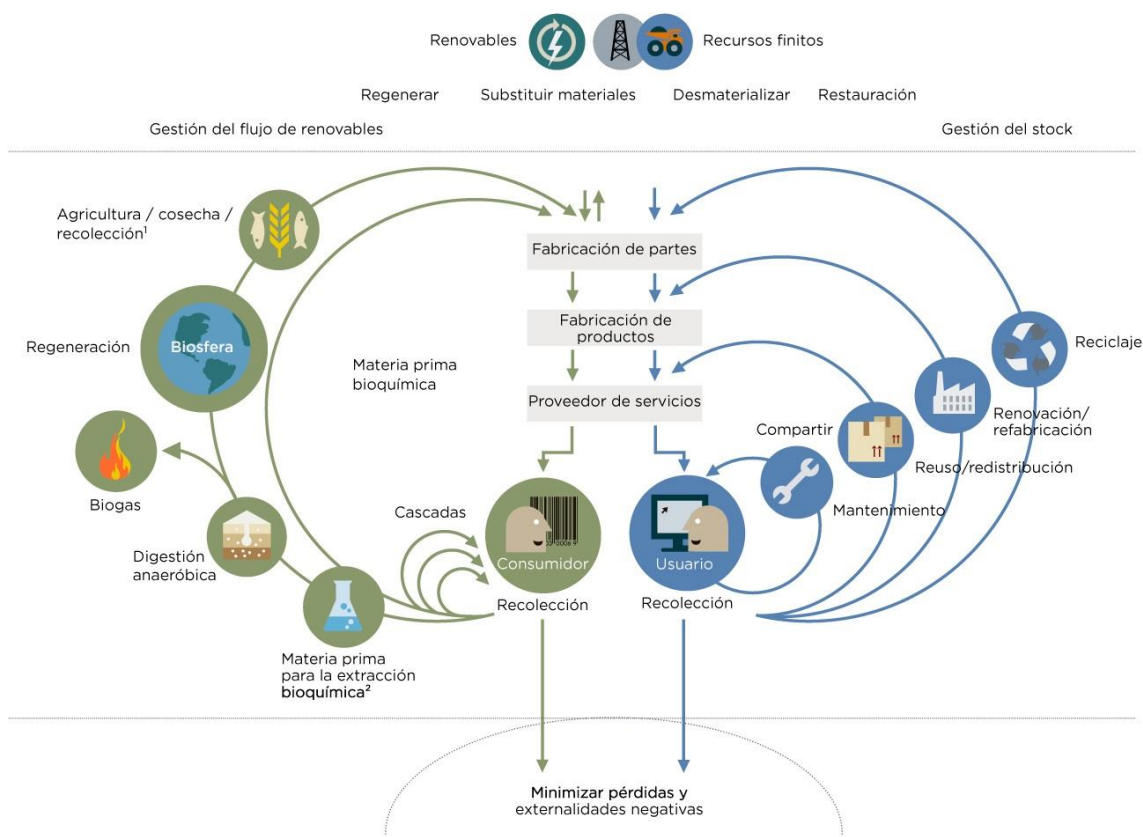 Renovables
Recursos finitos
Regenerar
Substituir materiales
Desmaterializar
Restauración
Gestión del flujo de renovables
Gestión del stock
Agricultura / cosecha /
recolección¹
Regeneración
Biosfera
Biogas
Digestión
anaeróbica
Materia prima
para la extracción
bioquímica²
Materia prima
bioquímica
Cascadas
Fabricación de partes
Fabricación de
productos
Proveedor de servicios
Consumidor
Recolección
Usuario
Recolección
Compartir
Mantenimiento
Reuso/redistribución
Renovación/
refabricación
Reciclaje
Minimizar pérdidas y
externalidades negativas